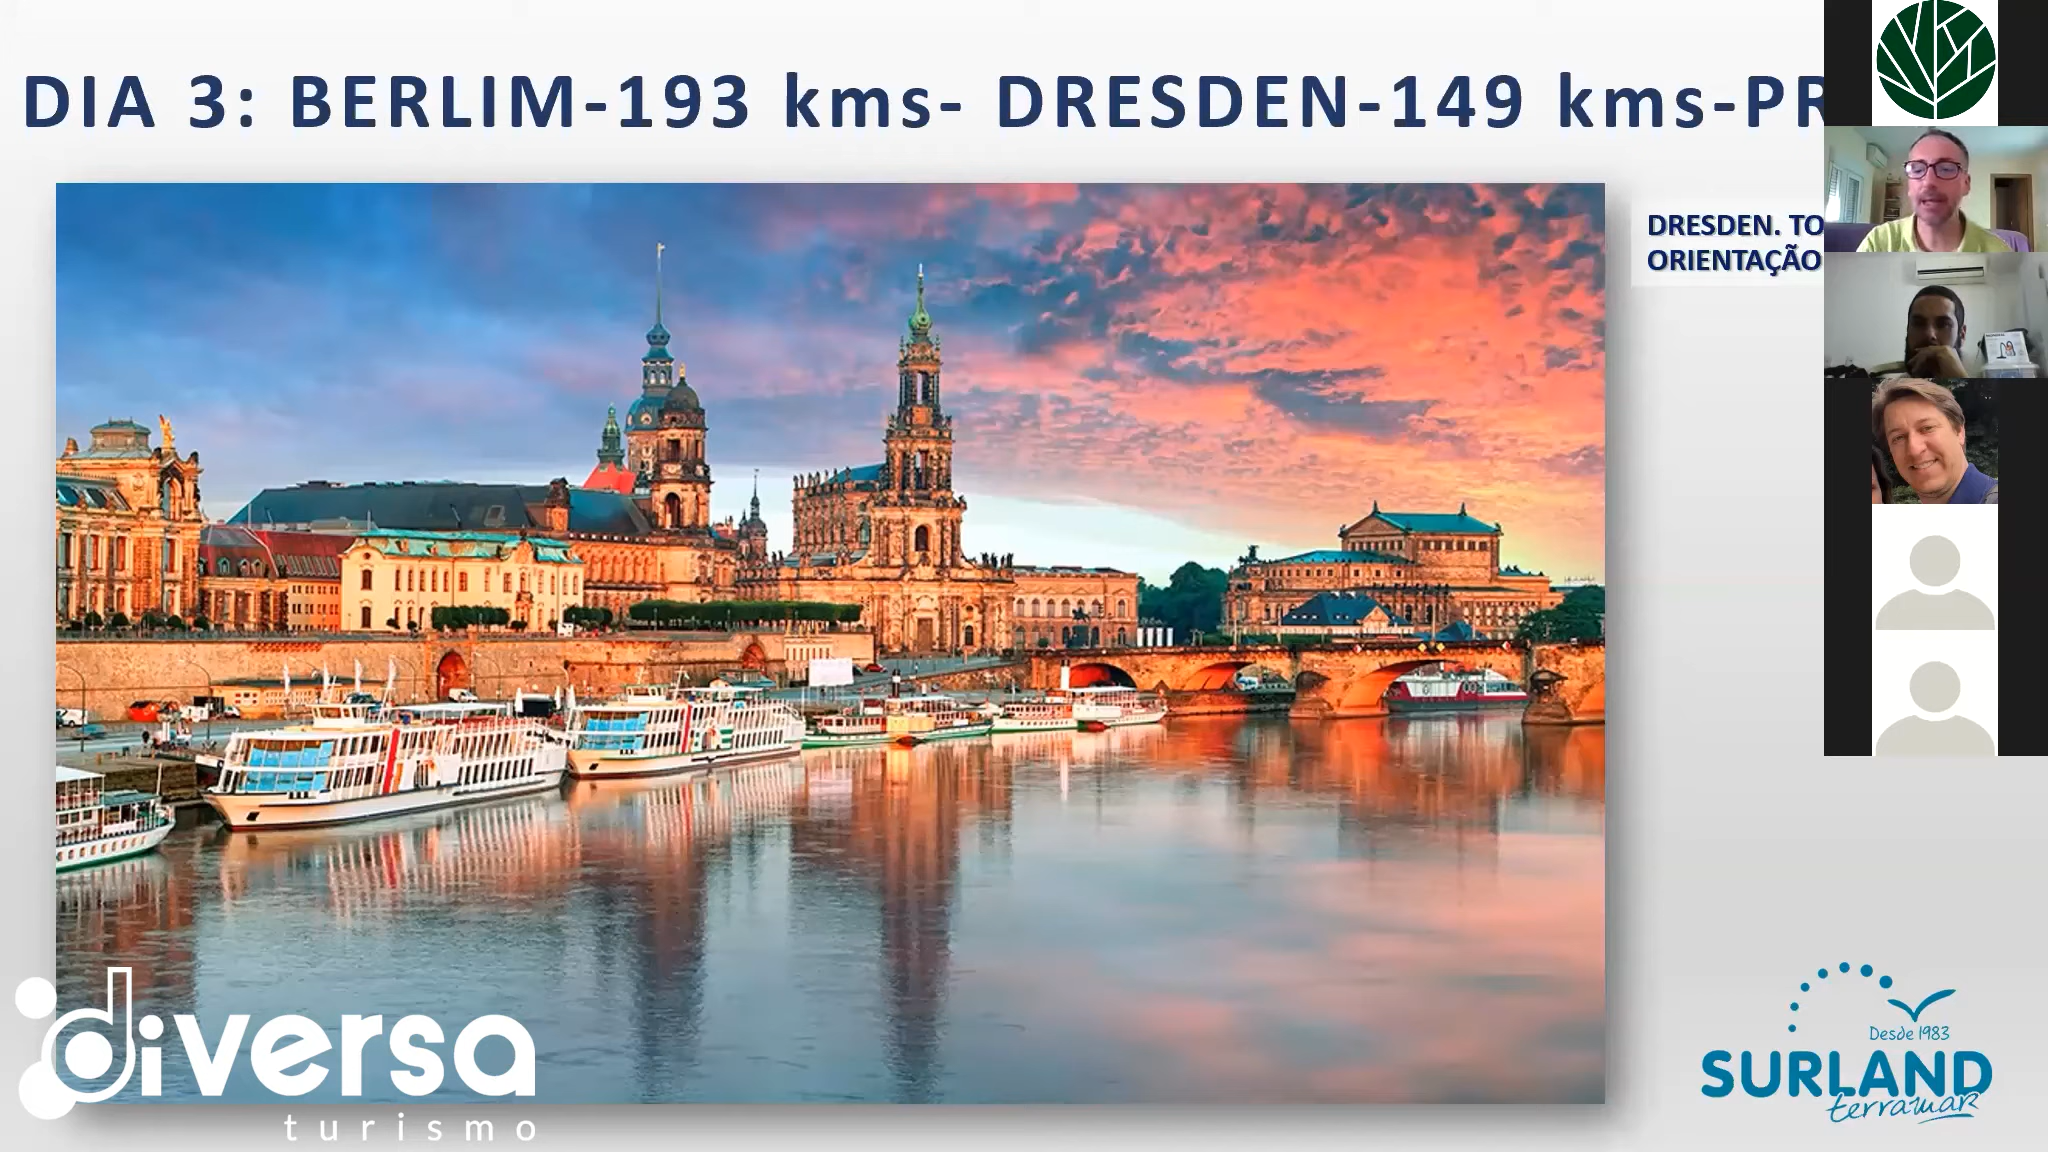 DIA 3: BERLIM-193 kms- DRESDEN-149 kms-PR
DRESDEN. TO
ORIENTAÇÃO
diversa
turismo
Desde 1983
SURLAND
terramar